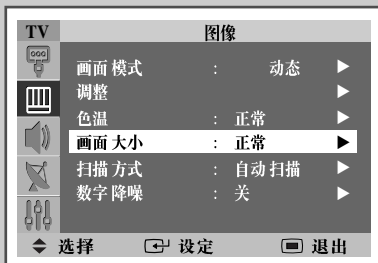 TV 图像
画面模式 : 动态 ▶
调整 ▶
色温 : 正常 ▶
画面大小 : 正常 ▶
扫描方式 : 自动扫描 ▶
数字降噪 : 关 ▶
选择 设定 退出